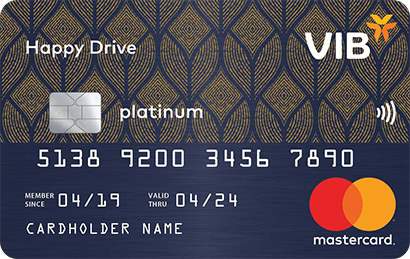 Happy Drive
VIB
platinum
5138 9200 3456 7890
MEMBER SINCE 04/19 VALID THRU 04/24
CARDHOLDER NAME
mastercard.